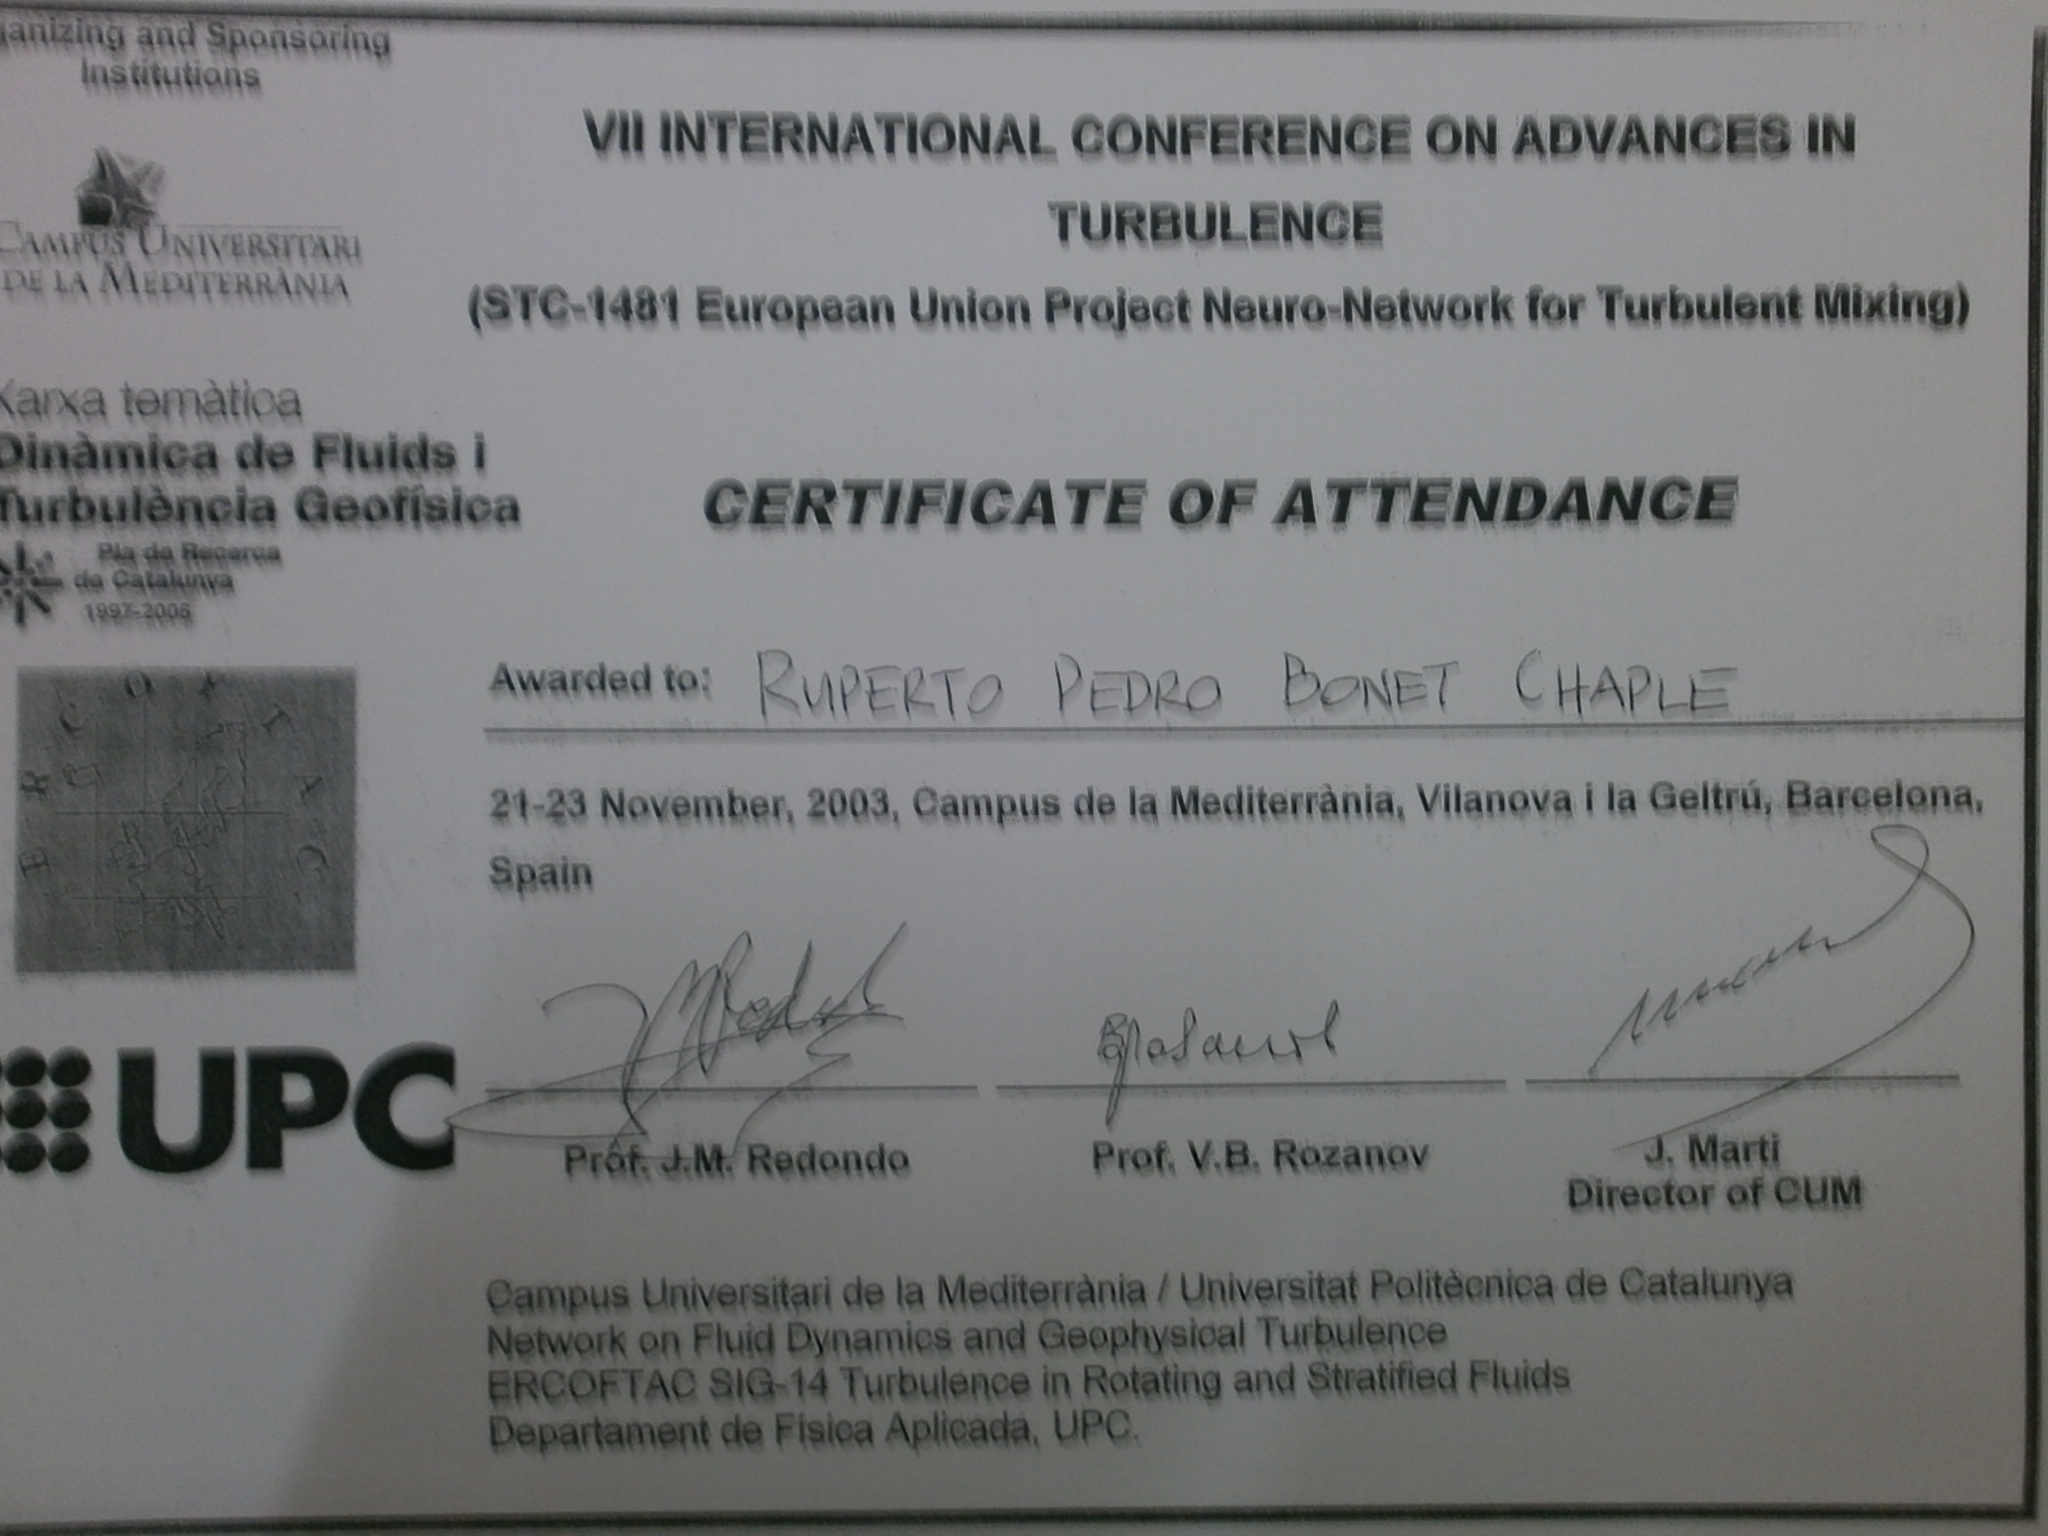 anizing and Sponsoring
Institutions
CAMPUS UNIVERSITARI
DE LA MEDITERRÀNIA
Xarxa temàtica
Dinàmica de Fluids i
Turbulència Geofísica
Pla de Recerca
de Catalunya
1997-2005
ERCOFTAC
UPC
VII INTERNATIONAL CONFERENCE ON ADVANCES IN
TURBULENCE
(STC-1481 European Union Project Neuro-Network for Turbulent Mixing)
CERTIFICATE OF ATTENDANCE
Awarded to: RUPERTO PEDRO BONET CHAPLE
21-23 November, 2003, Campus de la Mediterrània, Vilanova i la Geltrú, Barcelona,
Spain
Prof. J.M. Redondo
Prof. V.B. Rozanov
J. Marti
Director of CUM
Campus Universitari de la Mediterrània / Universitat Politècnica de Catalunya
Network on Fluid Dynamics and Geophysical Turbulence
ERCOFTAC SIG-14 Turbulence in Rotating and Stratified Fluids
Departament de Física Aplicada, UPC.